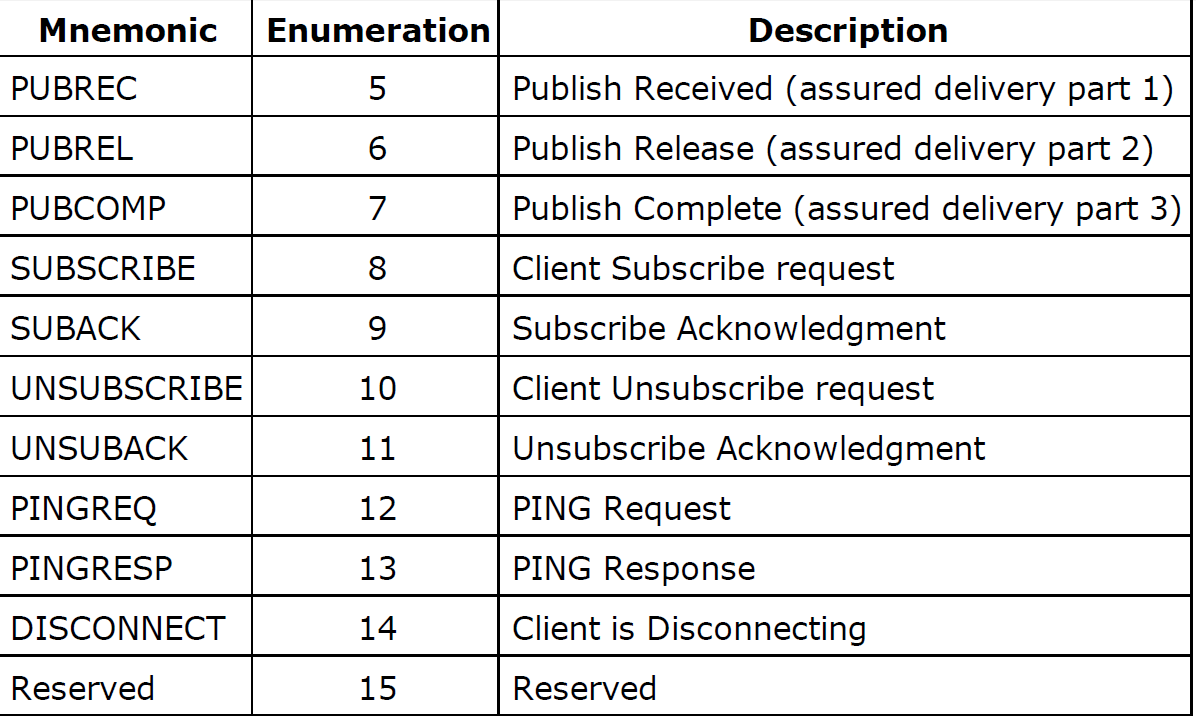 Mnemonic Enumeration Description
PUBREC 5 Publish Received (assured delivery part 1)
PUBREL 6 Publish Release (assured delivery part 2)
PUBCOMP 7 Publish Complete (assured delivery part 3)
SUBSCRIBE 8 Client Subscribe request
SUBACK 9 Subscribe Acknowledgment
UNSUBSCRIBE 10 Client Unsubscribe request
UNSUBACK 11 Unsubscribe Acknowledgment
PINGREQ 12 PING Request
PINGRESP 13 PING Response
DISCONNECT 14 Client is Disconnecting
Reserved 15 Reserved